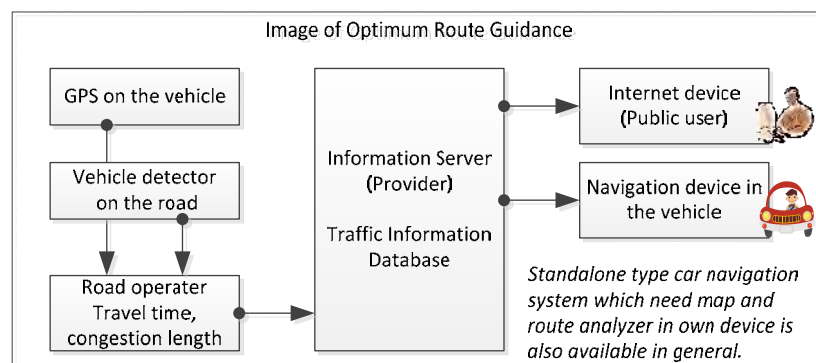 Image of Optimum Route Guidance
GPS on the vehicle
Vehicle detector
on the road
Road operater
Travel time,
congestion length
Information Server
(Provider)
Traffic Information
Database
Internet device
(Public user)
Navigation device in
the vehicle
Standalone type car navigation
system which need map and
route analyzer in own device is
also available in general.